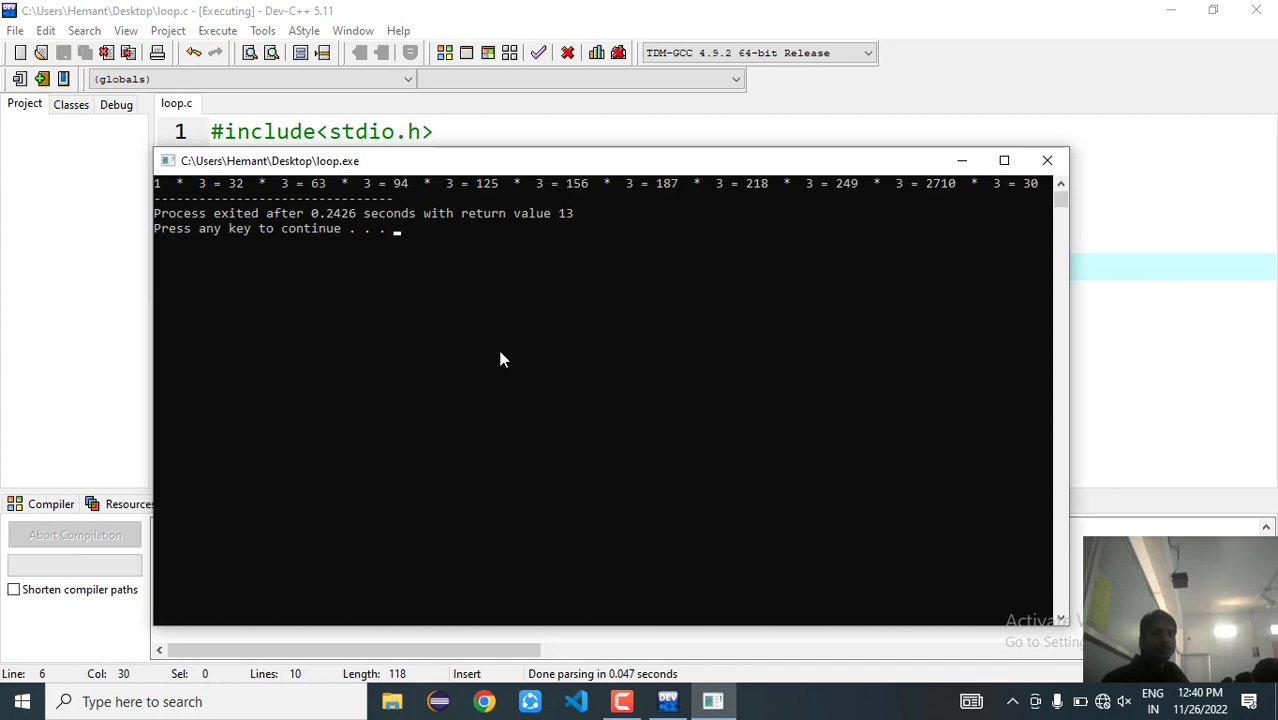 C:\Users\Hemant\Desktop\loop.c - [Executing] - Dev-C++ 5.11
File Edit Search View Project Execute Tools AStyle Window Help
TDM-GCC 4.9.2 64-bit Release
(globals)
Project Classes Debug loop.c
1 #include<stdio.h>
C:\Users\Hemant\Desktop\loop.exe
1  *  3 = 32  *  3 = 63  *  3 = 94  *  3 = 125  *  3 = 156  *  3 = 187  *  3 = 218  *  3 = 249  *  3 = 2710  *  3 = 30
--------------------------------
Process exited after 0.2426 seconds with return value 13
Press any key to continue . . .
Compiler Resources
Abort Compilation
Shorten compiler paths
Go to Setting
Line: 6 Col: 30 Sel: 0 Lines: 10 Length: 118 Insert Done parsing in 0.047 seconds
Type here to search
DEV
ENG 12:40 PM
IN 11/26/2022